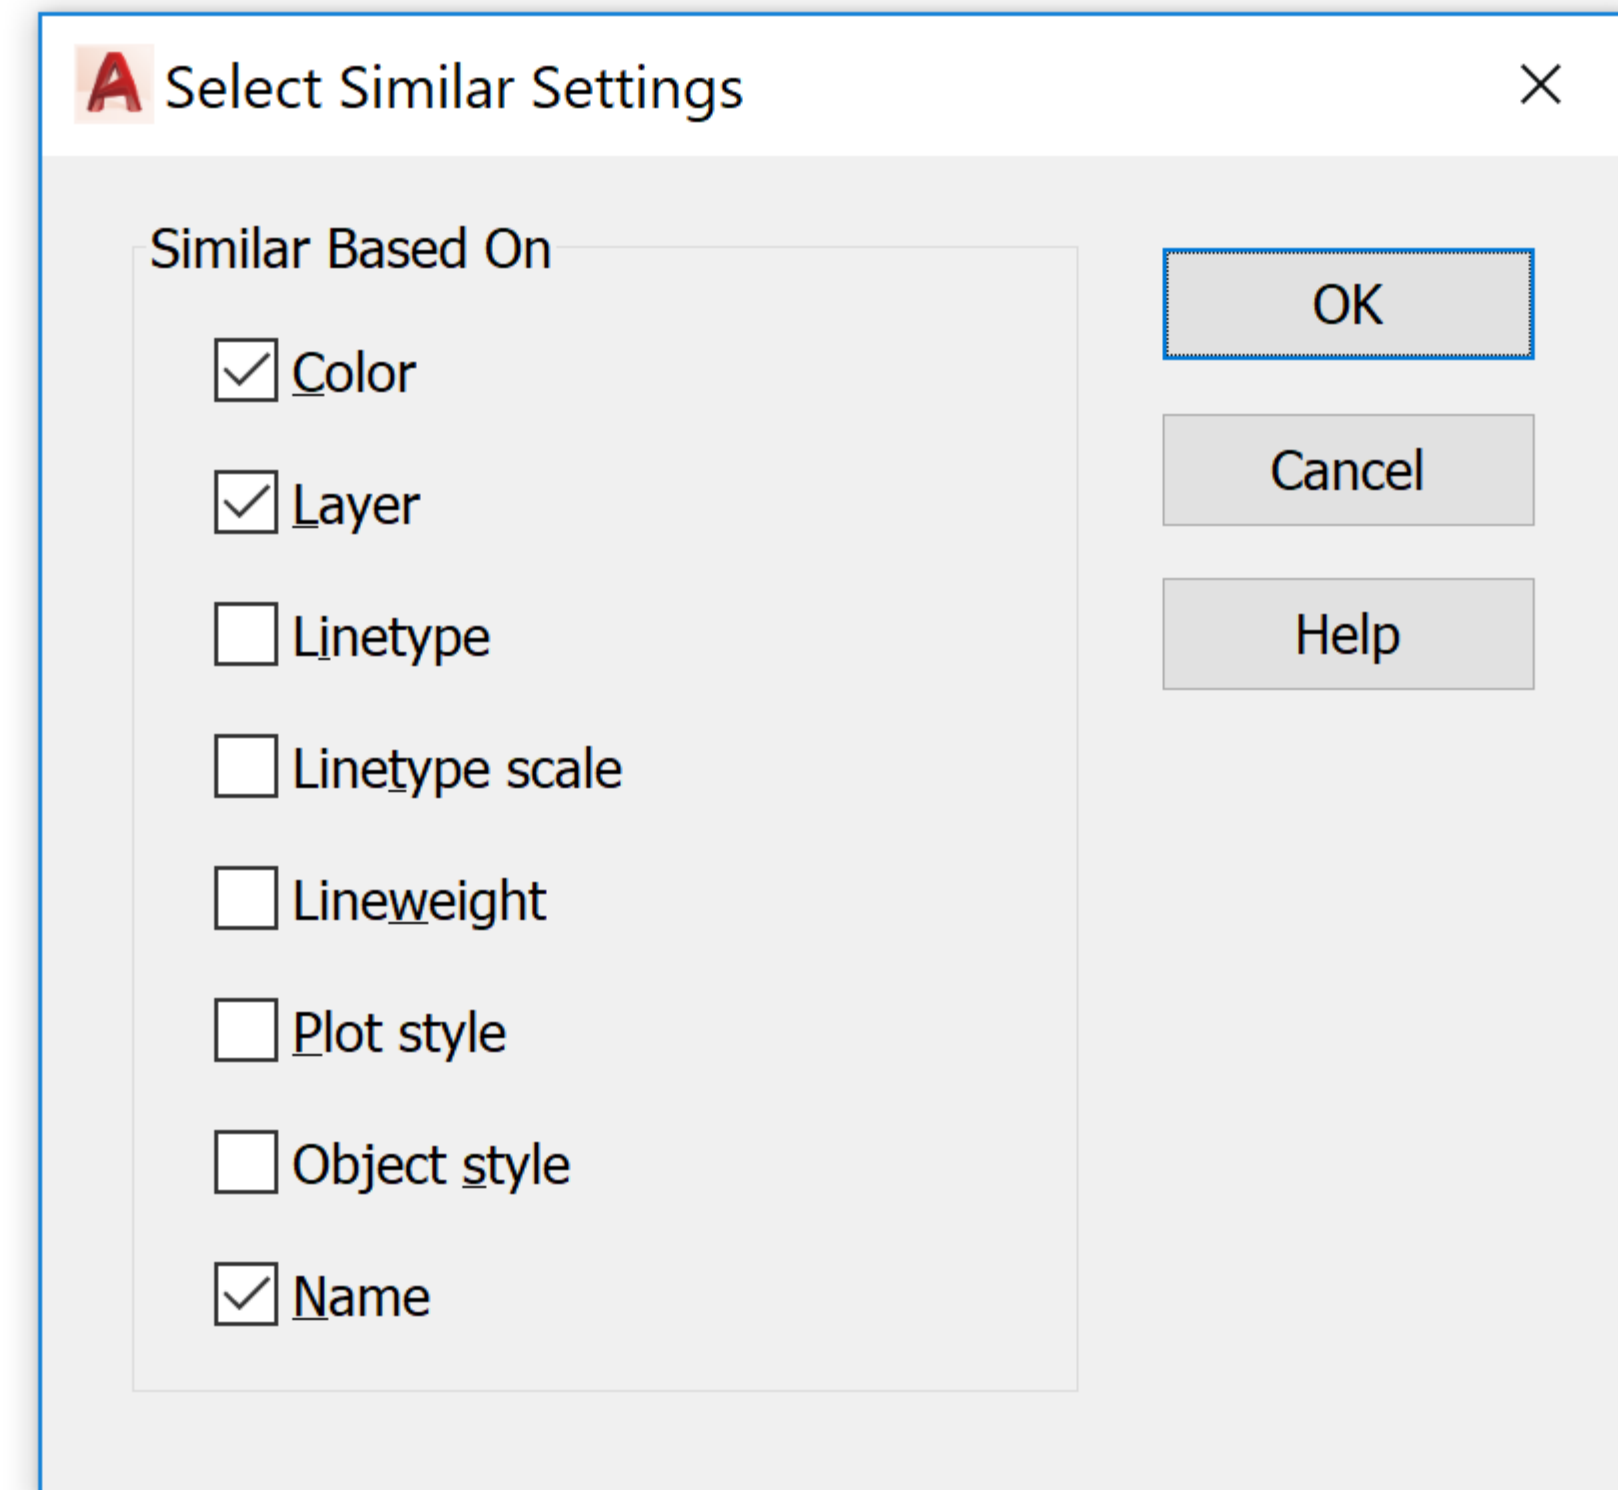 Select Similar Settings
Similar Based On
Color
Layer
Linetype
Linetype scale
Lineweight
Plot style
Object style
Name
OK
Cancel
Help